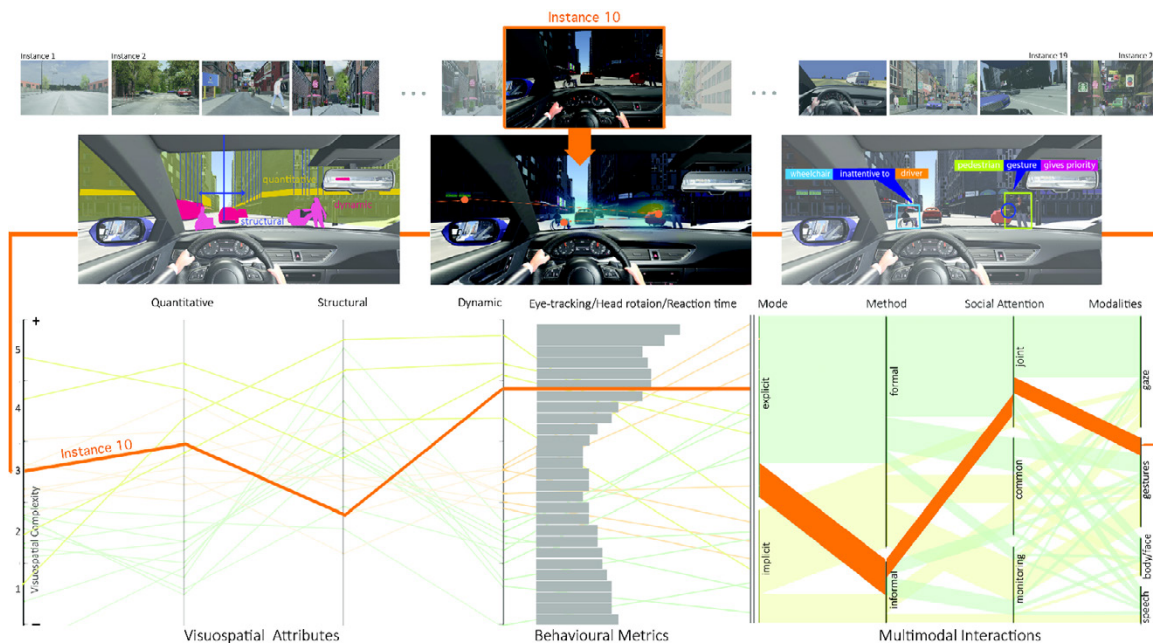 Instance 10
Instance 1
Instance 2
Instance 19
Instance 2
quantitative
dynamic
structural
wheelchair inattentive to driver
pedestrian gesture gives priority
Quantitative
Structural
Dynamic
Eye-tracking/Head rotaion/Reaction time
Mode
Method
Social Attention
Modalities
+
5
4
3
2
1
−
Visuospatial Complexity
Instance 10
explicit
implicit
formal
informal
joint
common
monitoring
gaze
gestures
body/face
speech
Visuospatial Attributes
Behavioural Metrics
Multimodal Interactions